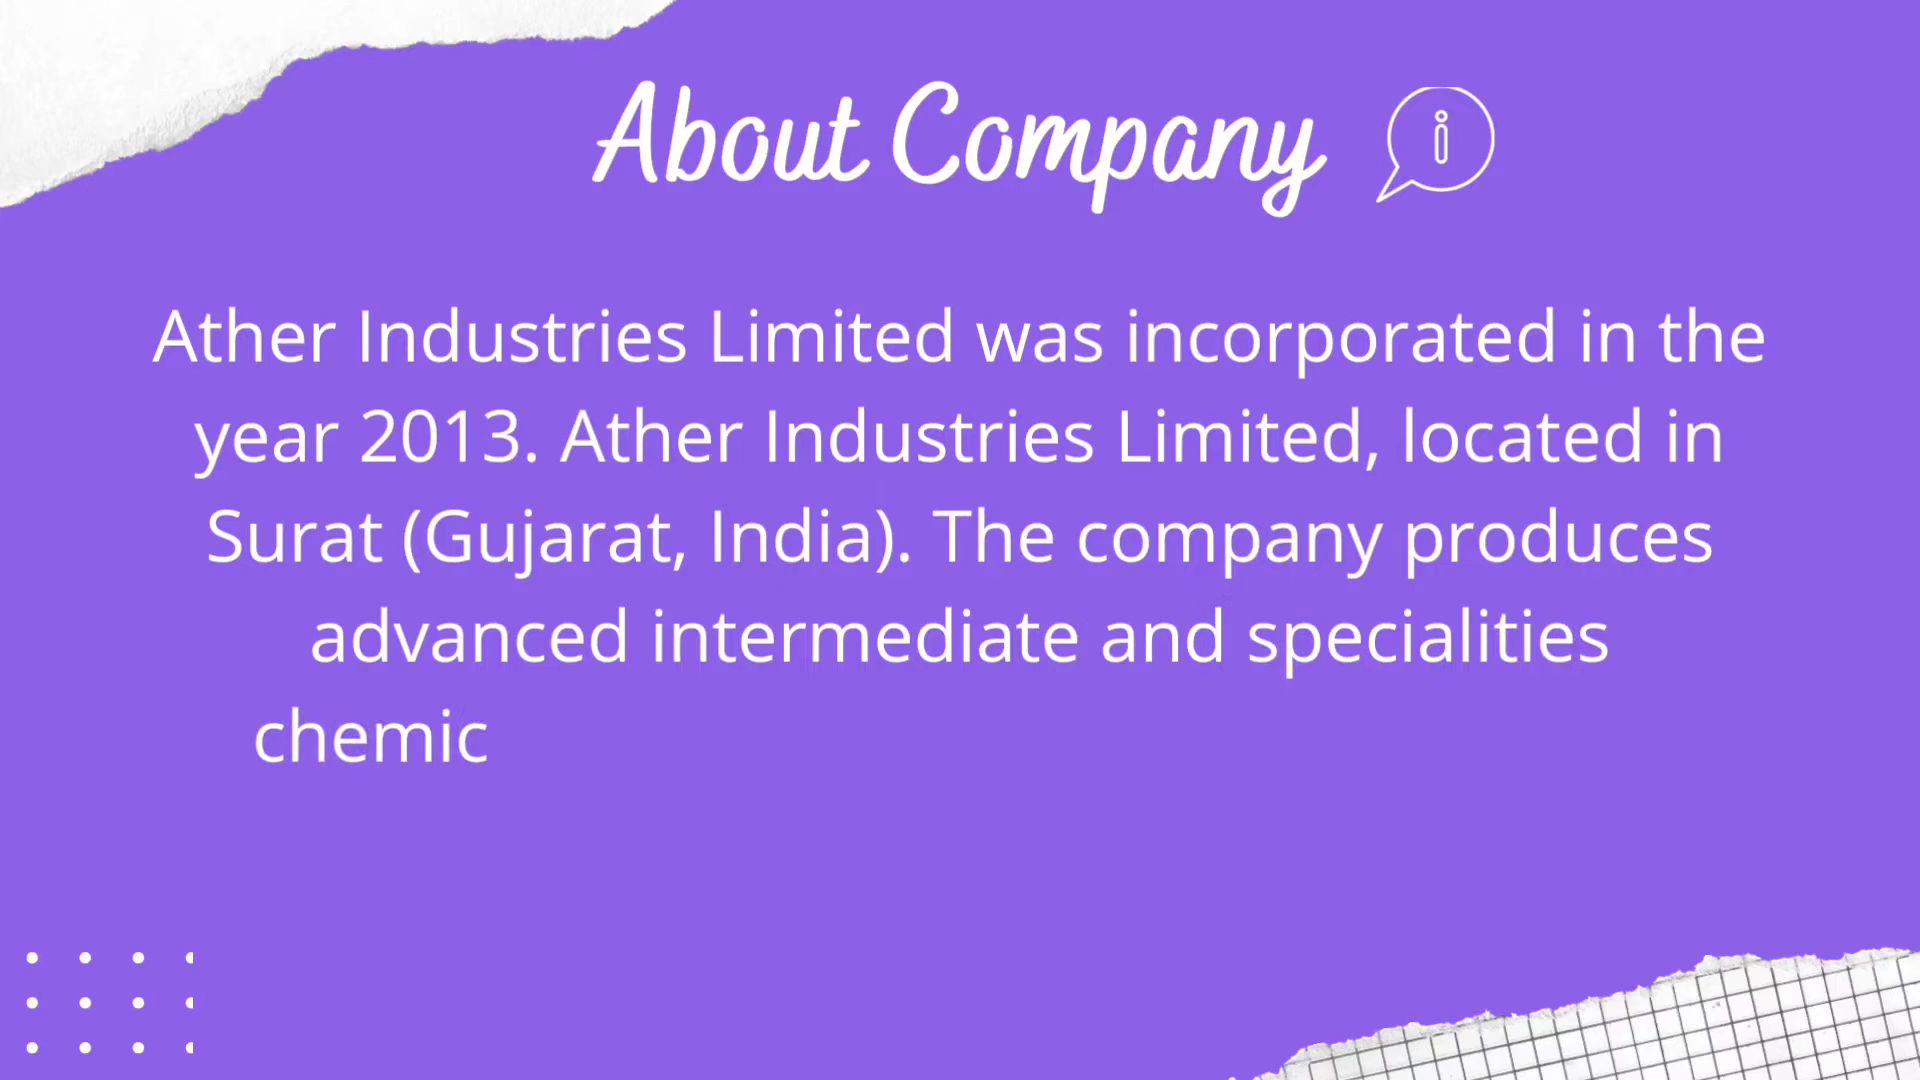 About Company
Ather Industries Limited was incorporated in the
year 2013. Ather Industries Limited, located in
Surat (Gujarat, India). The company produces
advanced intermediate and specialities
chemic